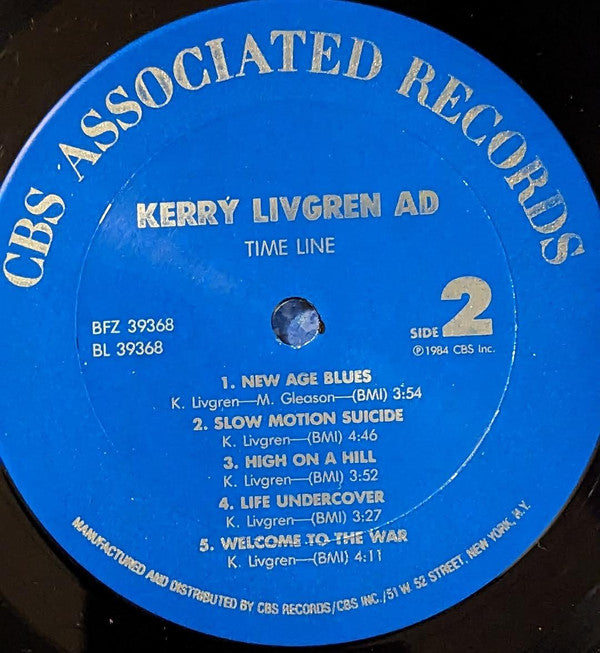 CBS ASSOCIATED RECORDS
KERRY LIVGREN AD
TIME LINE
BFZ 39368
BL 39368
SIDE 2
Ⓟ1984 CBS Inc.
1. NEW AGE BLUES
K. Livgren—M. Gleason—(BMI) 3:54
2. SLOW MOTION SUICIDE
K. Livgren—(BMI) 4:46
3. HIGH ON A HILL
K. Livgren—(BMI) 3:52
4. LIFE UNDERCOVER
K. Livgren—(BMI) 3:27
5. WELCOME TO THE WAR
K. Livgren—(BMI) 4:11
MANUFACTURED AND DISTRIBUTED BY CBS RECORDS/CBS INC./51 W. 52 STREET, NEW YORK, N.Y.